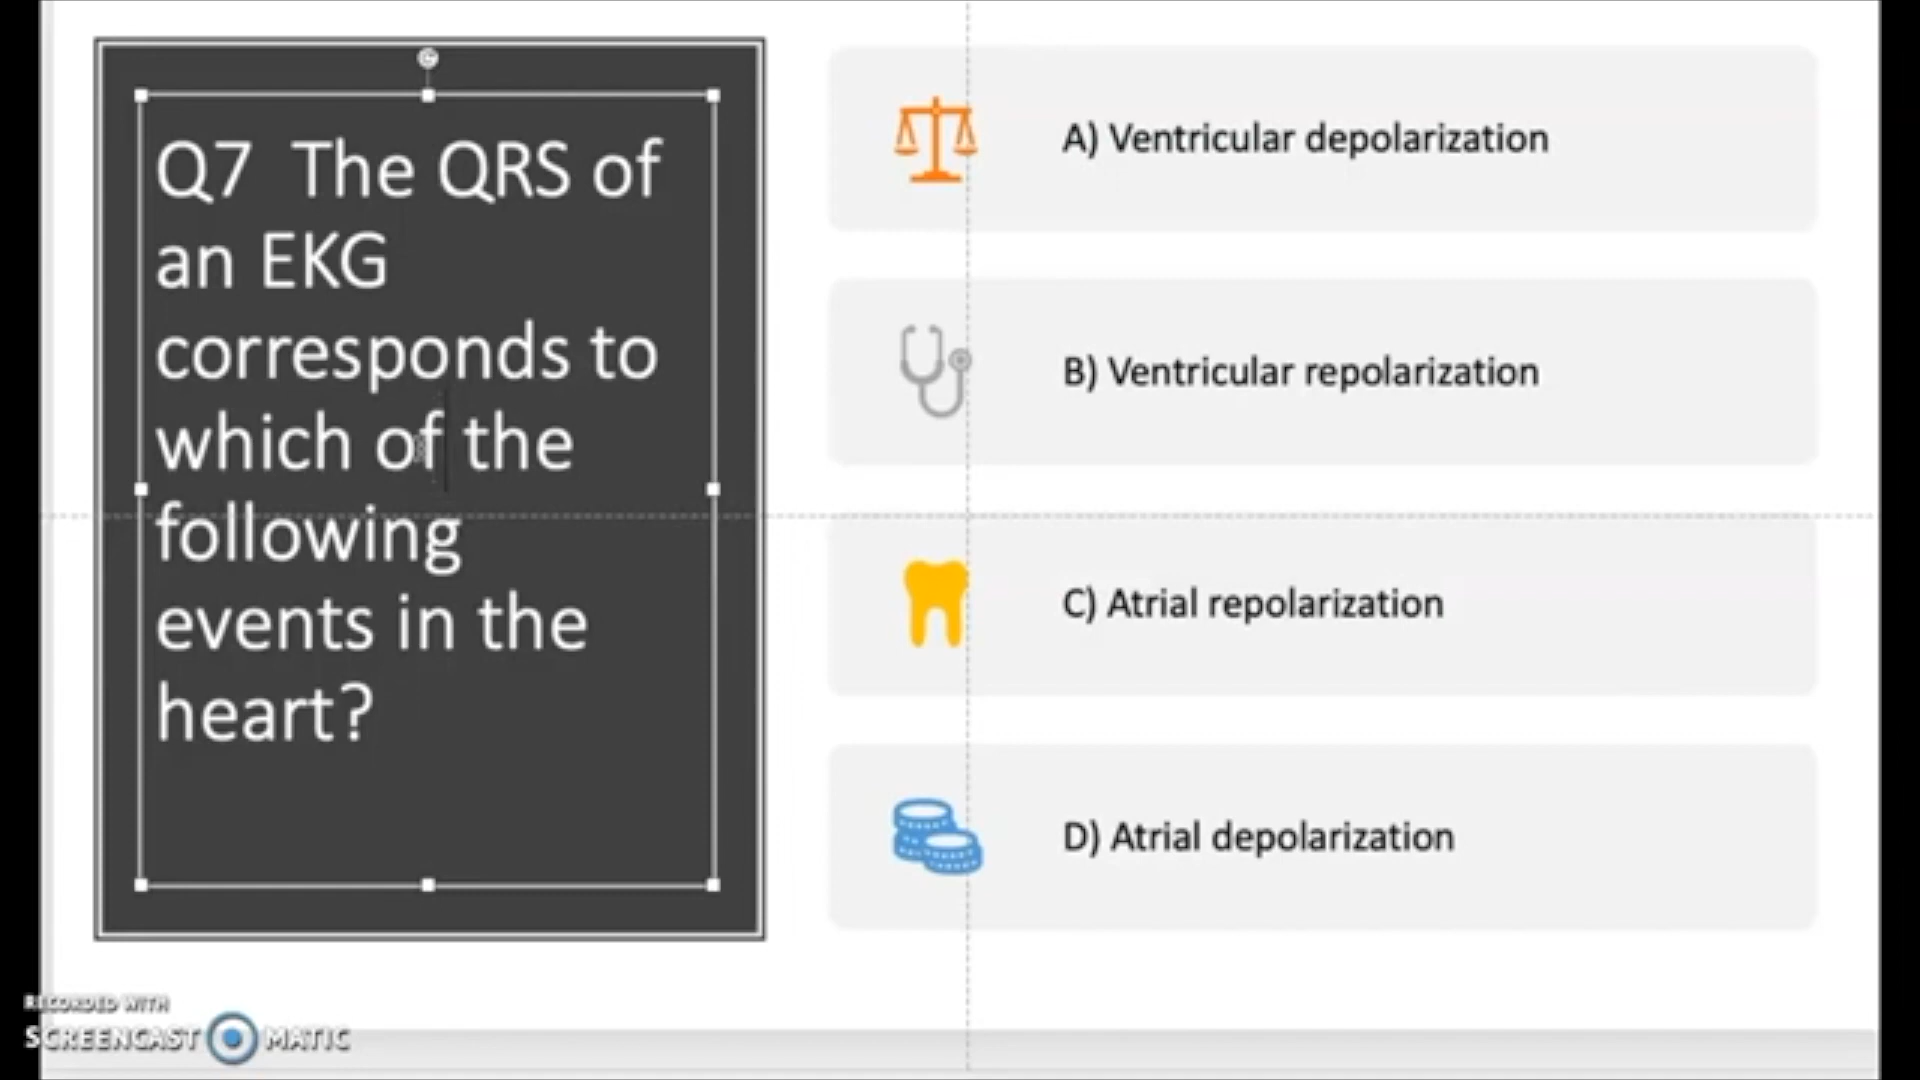 Q7 The QRS of
an EKG
corresponds to
which of the
following
events in the
heart?
A) Ventricular depolarization
B) Ventricular repolarization
C) Atrial repolarization
D) Atrial depolarization
RECORDED WITH
SCREENCAST MATIC